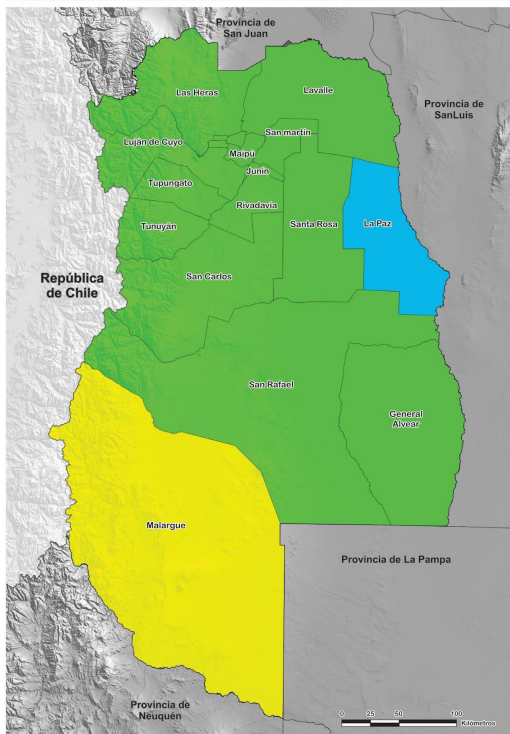 Provincia de
San Juan
Las Heras
Lavalle
Provincia de
SanLuis
San martín
Luján de Cuyo
Maipú
Junín
Tupungato
Rivadavia
Tunuyán
Santa Rosa
La Paz
República
de Chile
San Carlos
San Rafael
General
Alvear
Malargue
Provincia de La Pampa
Provincia de
Neuquén
0 25 50 100
Kilómetros